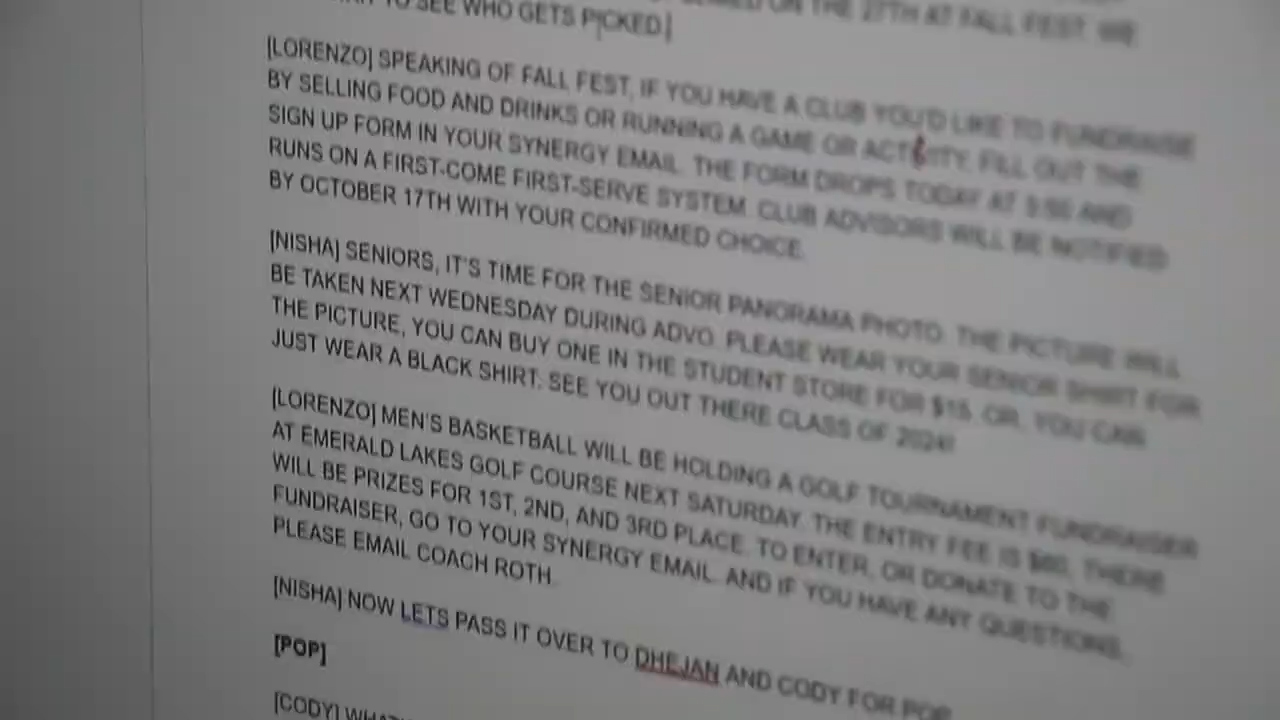 ON THE 27TH AT FALL FEST. WE
TO SEE WHO GETS PICKED
[LORENZO] SPEAKING OF FALL FEST, IF YOU HAVE A CLUB YOU'D LIKE TO FUNDRAISE
BY SELLING FOOD AND DRINKS OR RUNNING A GAME OR ACTIVITY, FILL OUT THE
SIGN UP FORM IN YOUR SYNERGY EMAIL. THE FORM DROPS TODAY AT AND
RUNS ON A FIRST-COME FIRST-SERVE SYSTEM. CLUB ADVISORS WILL BE NOTIFIED
BY OCTOBER 17TH WITH YOUR CONFIRMED CHOICE.
[NISHA] SENIORS, IT'S TIME FOR THE SENIOR PANORAMA PHOTO. THE PICTURE WILL
BE TAKEN NEXT WEDNESDAY DURING ADVO. PLEASE WEAR YOUR SENIOR SHIRT FOR
THE PICTURE, YOU CAN BUY ONE IN THE STUDENT STORE FOR $15. OR, YOU CAN
JUST WEAR A BLACK SHIRT. SEE YOU OUT THERE CLASS OF 2024!
[LORENZO] MEN'S BASKETBALL WILL BE HOLDING A GOLF TOURNAMENT FUNDRAISER
AT EMERALD LAKES GOLF COURSE NEXT SATURDAY. THE ENTRY FEE IS THERE
WILL BE PRIZES FOR 1ST, 2ND, AND 3RD PLACE. TO ENTER, OR DONATE TO THE
FUNDRAISER, GO TO YOUR SYNERGY EMAIL. AND IF YOU HAVE ANY QUESTIONS,
PLEASE EMAIL COACH ROTH.
[NISHA] NOW LETS PASS IT OVER TO DHEJAN AND CODY FOR POP
[POP]
[CODY]